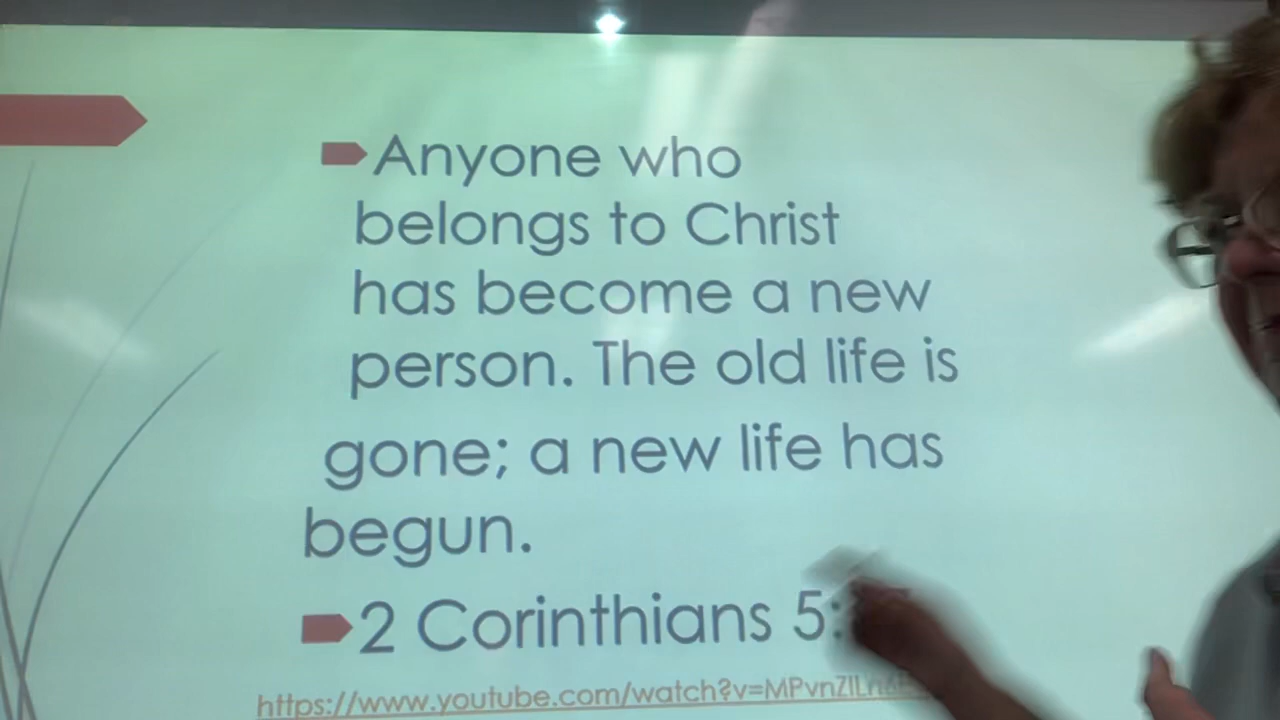 Anyone who
belongs to Christ
has become a new
person. The old life is
gone; a new life has
begun.
2 Corinthians 5: